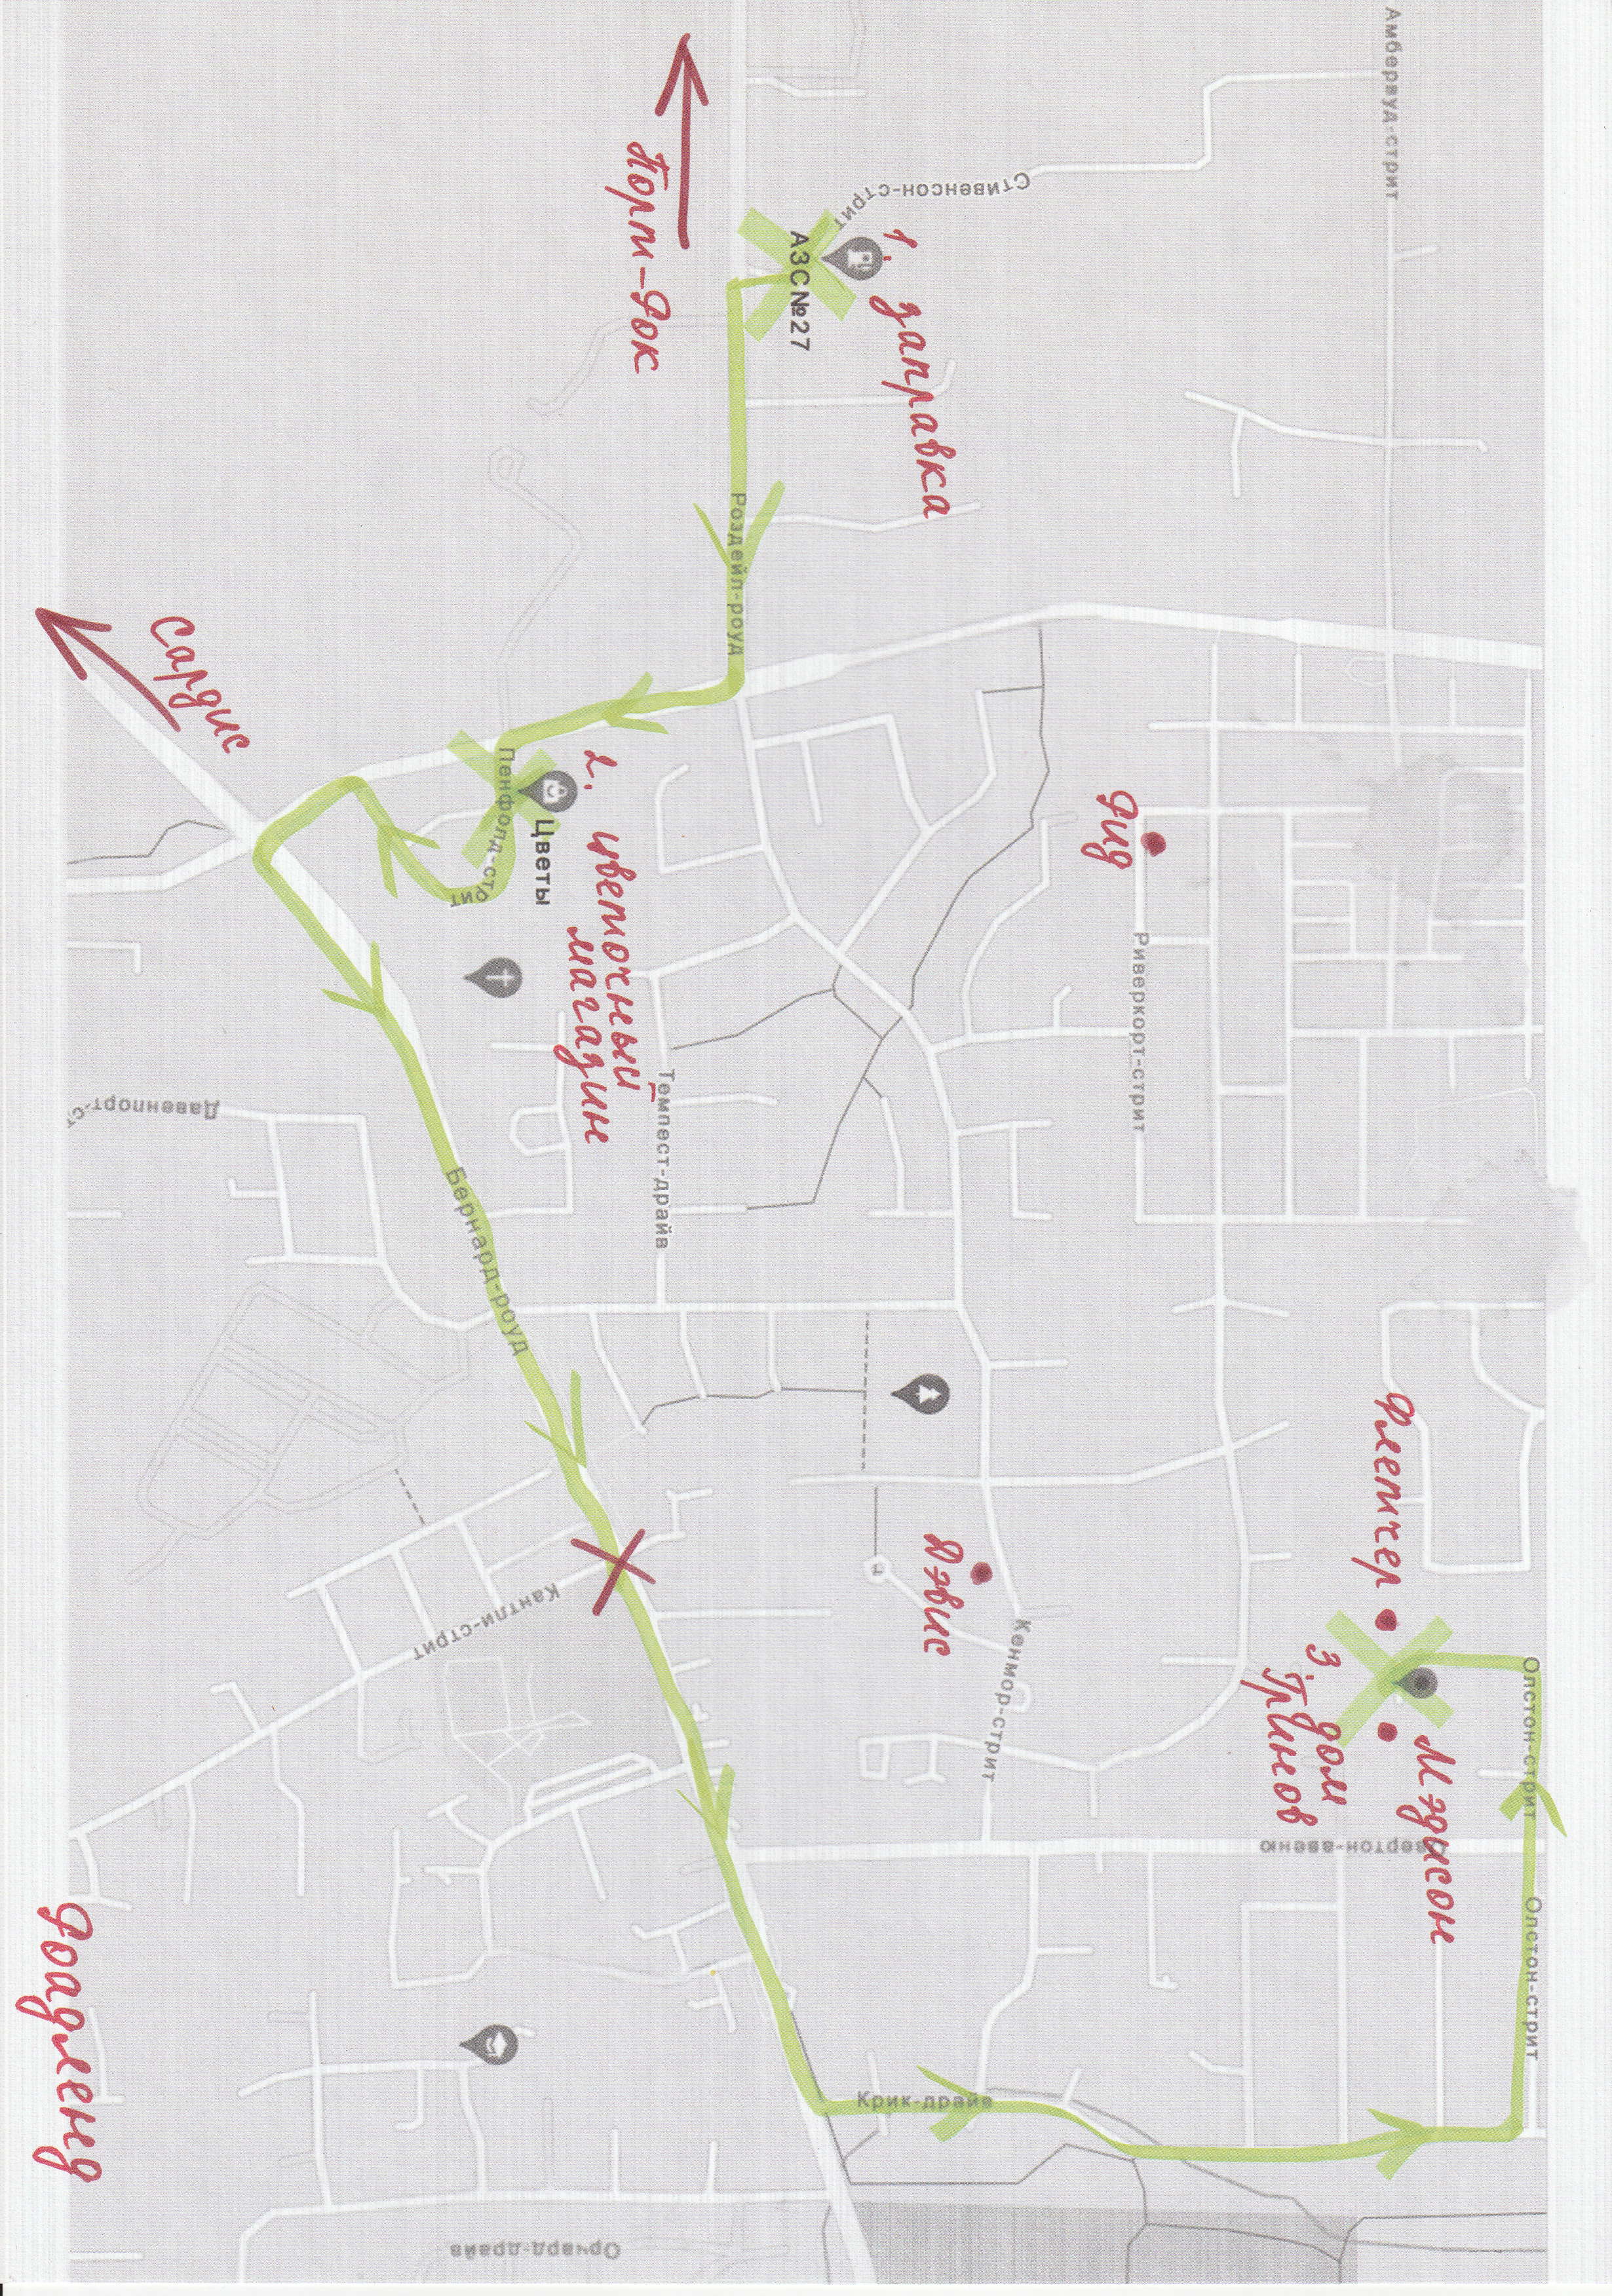 Олстон-стрит
Олстон-стрит
Мэдисон
Флетчер
3. дом
Гринов
Амбервуд-стрит
Рид
Риверкорт-стрит
Кенмор-стрит
Дэвис
Стивенсон-стрит
Крик-драйв
1. заправка
АЗС№27
Роздейл-роуд
Порт-Рок
Темпест-драйв
2. цветочный
магазин
Цветы
Пенфолд-стрит
Бернард-роуд
Кантли-стрит
Орчард-драйв
Сардис
Давенпорт-ст
Роадленд